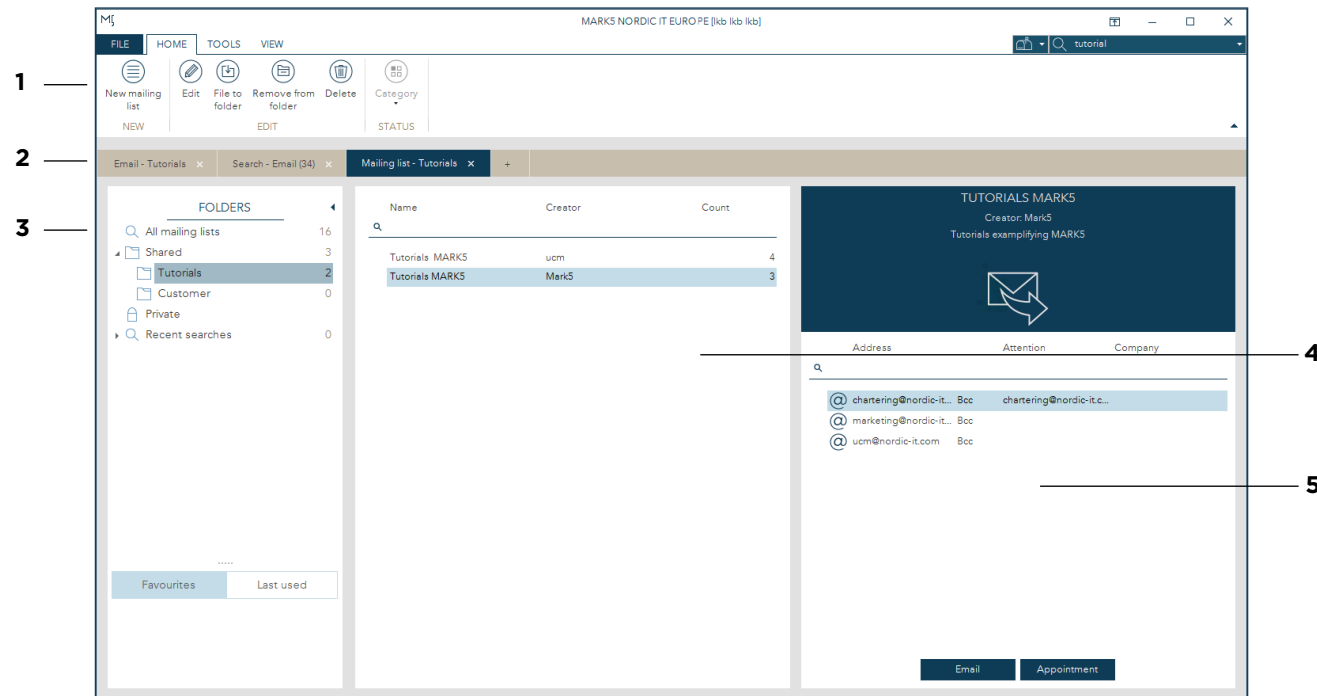 M5
MARK5 NORDIC IT EUROPE [lkb lkb lkb]
FILE HOME TOOLS VIEW
tutorial
1
New mailing list
Edit
File to folder
Remove from folder
Delete
Category
NEW EDIT STATUS
2
Email - Tutorials × Search - Email (34) × Mailing list - Tutorials × +
3
FOLDERS
All mailing lists 16
Shared 3
Tutorials 2
Customer 0
Private
Recent searches 0
.....
Favourites Last used
Name Creator Count
Tutorials MARK5 ucm 4
Tutorials MARK5 Mark5 3
TUTORIALS MARK5
Creator: Mark5
Tutorials examplifying MARK5
4
Address Attention Company
@ chartering@nordic-it... Bcc chartering@nordic-it.c...
@ marketing@nordic-it... Bcc
@ ucm@nordic-it.com Bcc
5
Email Appointment